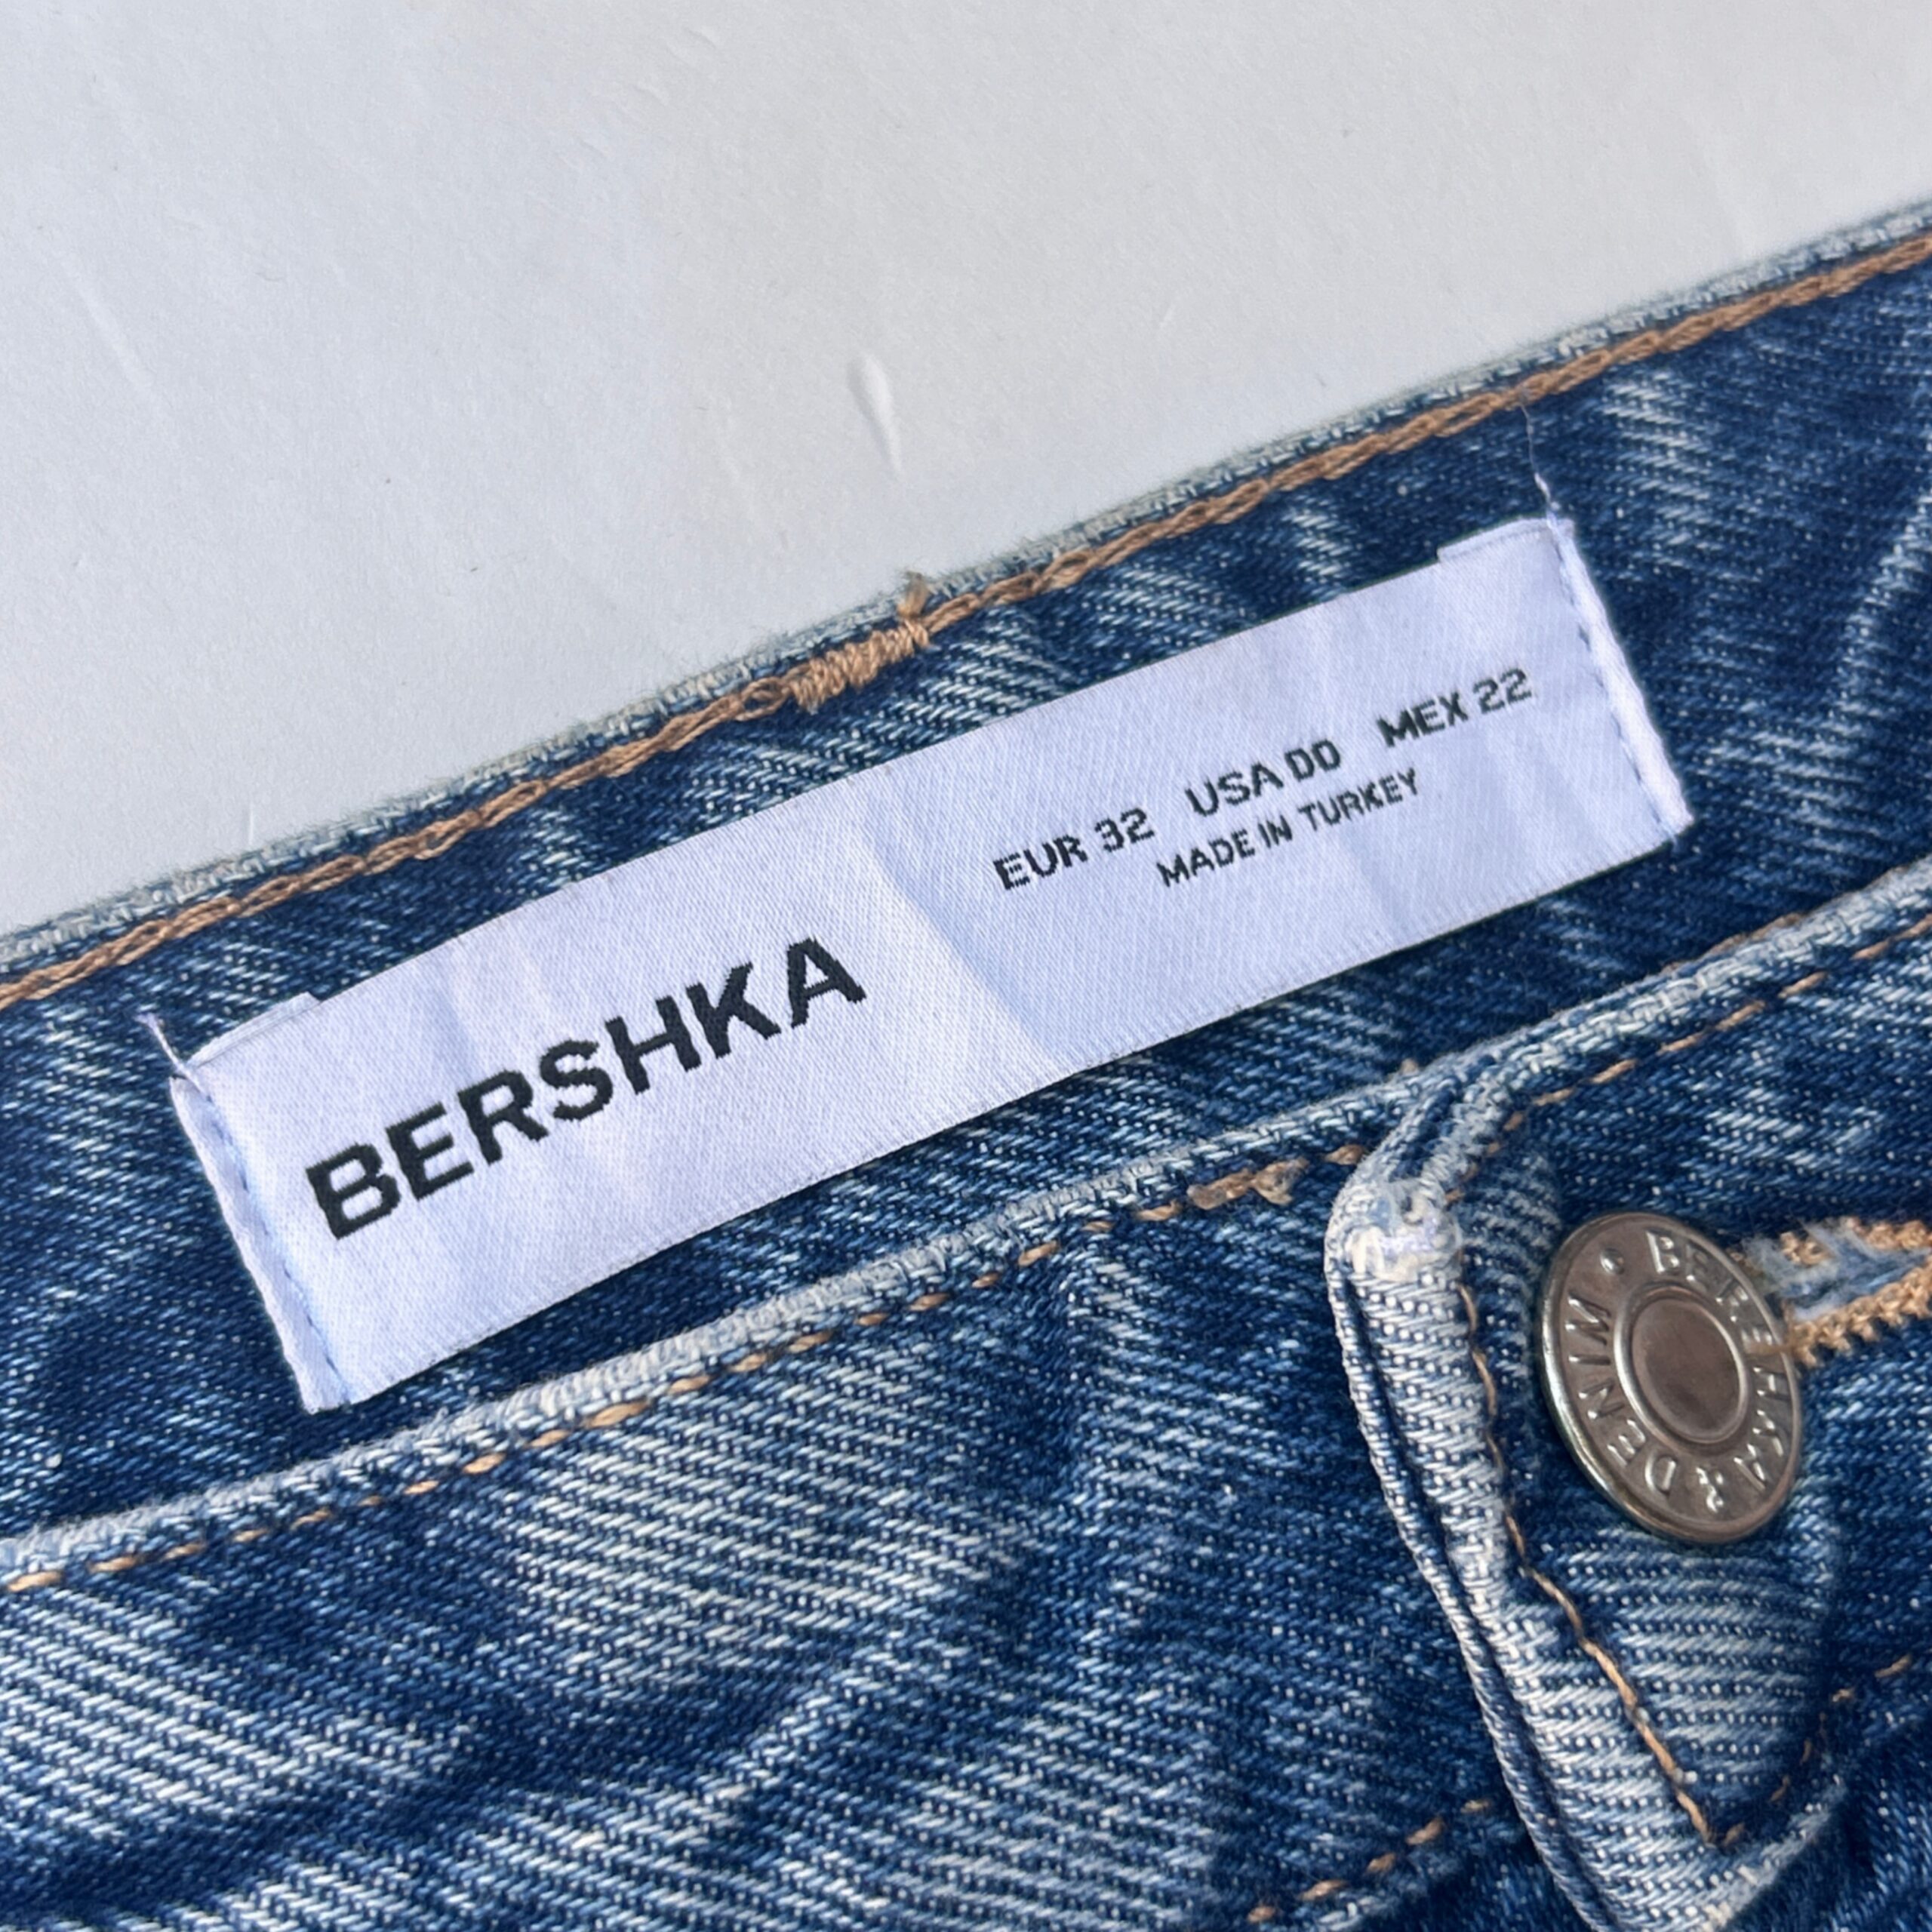 BERSHKA
EUR 32 USA 00 MEX 22
MADE IN TURKEY
BERSHKA & DENIM